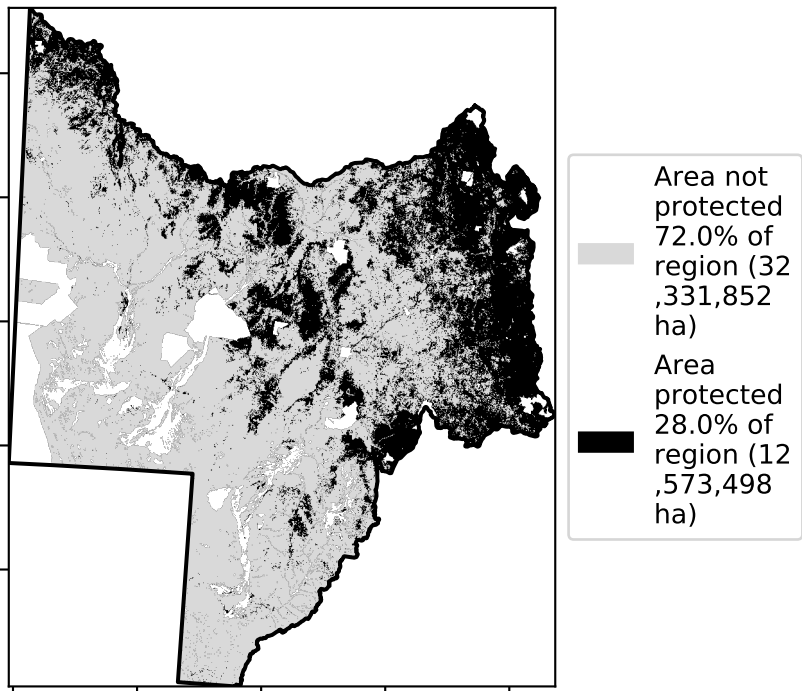 Area not
protected
72.0% of
region (32
,331,852
ha)
Area
protected
28.0% of
region (12
,573,498
ha)